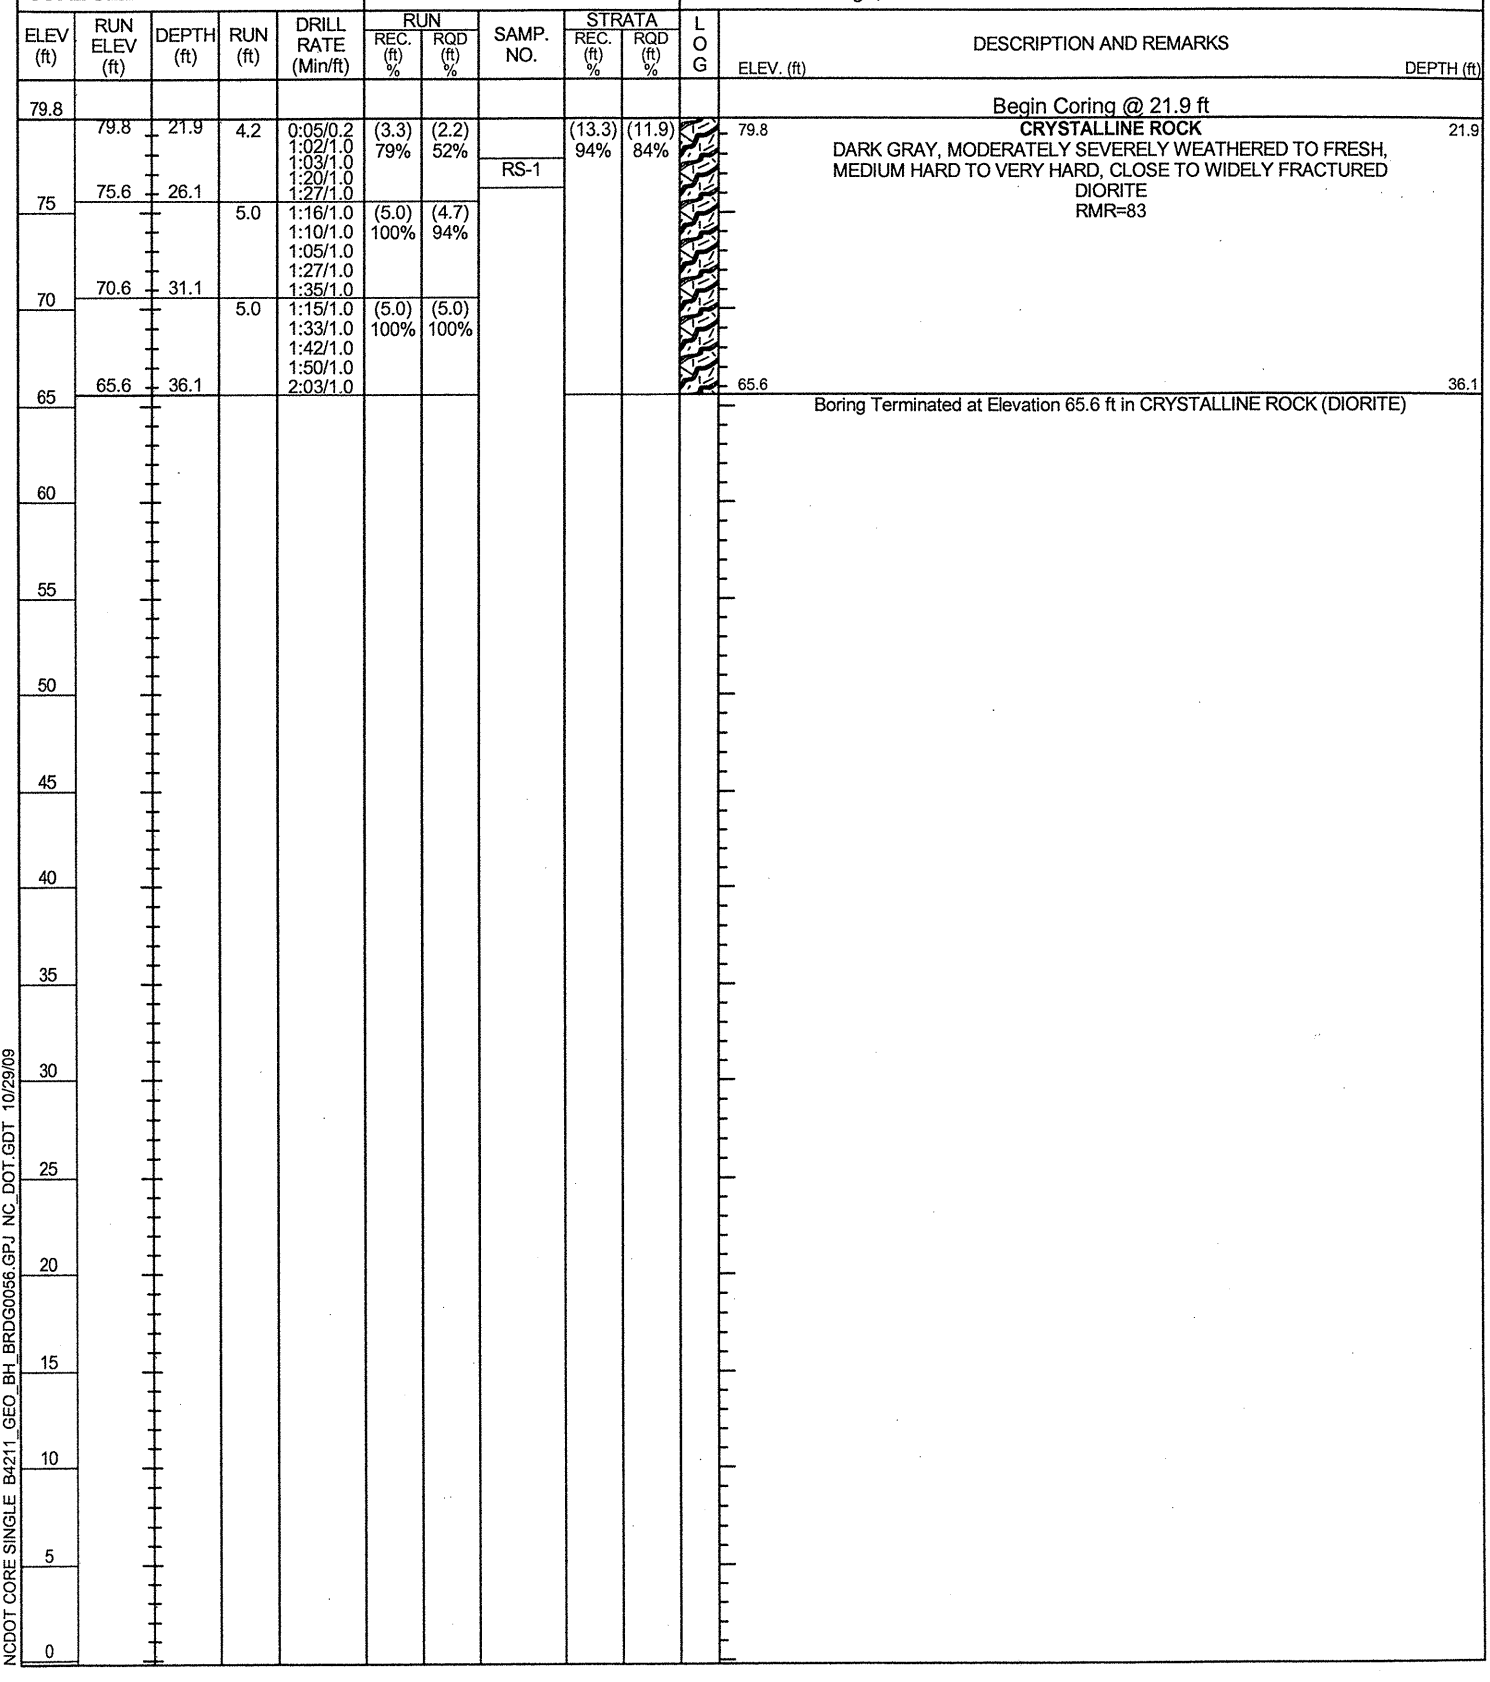 ELEV (ft) RUN ELEV (ft) DEPTH (ft) RUN (ft) DRILL RATE (Min/ft) RUN REC. (ft) % RQD (ft) % SAMP. NO. STRATA REC. (ft) % RQD (ft) % LOG DESCRIPTION AND REMARKS
ELEV. (ft) DEPTH (ft)
79.8 Begin Coring @ 21.9 ft
79.8 21.9 4.2 0:05/0.2 (3.3) (2.2) (13.3) (11.9) 79.8 CRYSTALLINE ROCK 21.9
1:02/1.0 79% 52% 94% 84% DARK GRAY, MODERATELY SEVERELY WEATHERED TO FRESH,
1:03/1.0 RS-1 MEDIUM HARD TO VERY HARD, CLOSE TO WIDELY FRACTURED
1:20/1.0
75.6 26.1 1:27/1.0 DIORITE
75 5.0 1:16/1.0 (5.0) (4.7) RMR=83
1:10/1.0 100% 94%
1:05/1.0
1:27/1.0
70.6 31.1 1:35/1.0
70 5.0 1:15/1.0 (5.0) (5.0)
1:33/1.0 100% 100%
1:42/1.0
1:50/1.0
65.6 36.1 2:03/1.0 65.6 36.1
65 Boring Terminated at Elevation 65.6 ft in CRYSTALLINE ROCK (DIORITE)
60
55
50
45
40
35
30
25
20
15
10
5
0
NCDOT CORE SINGLE B4211_GEO_BH_BRDG0056.GPJ NC_DOT.GDT 10/29/09